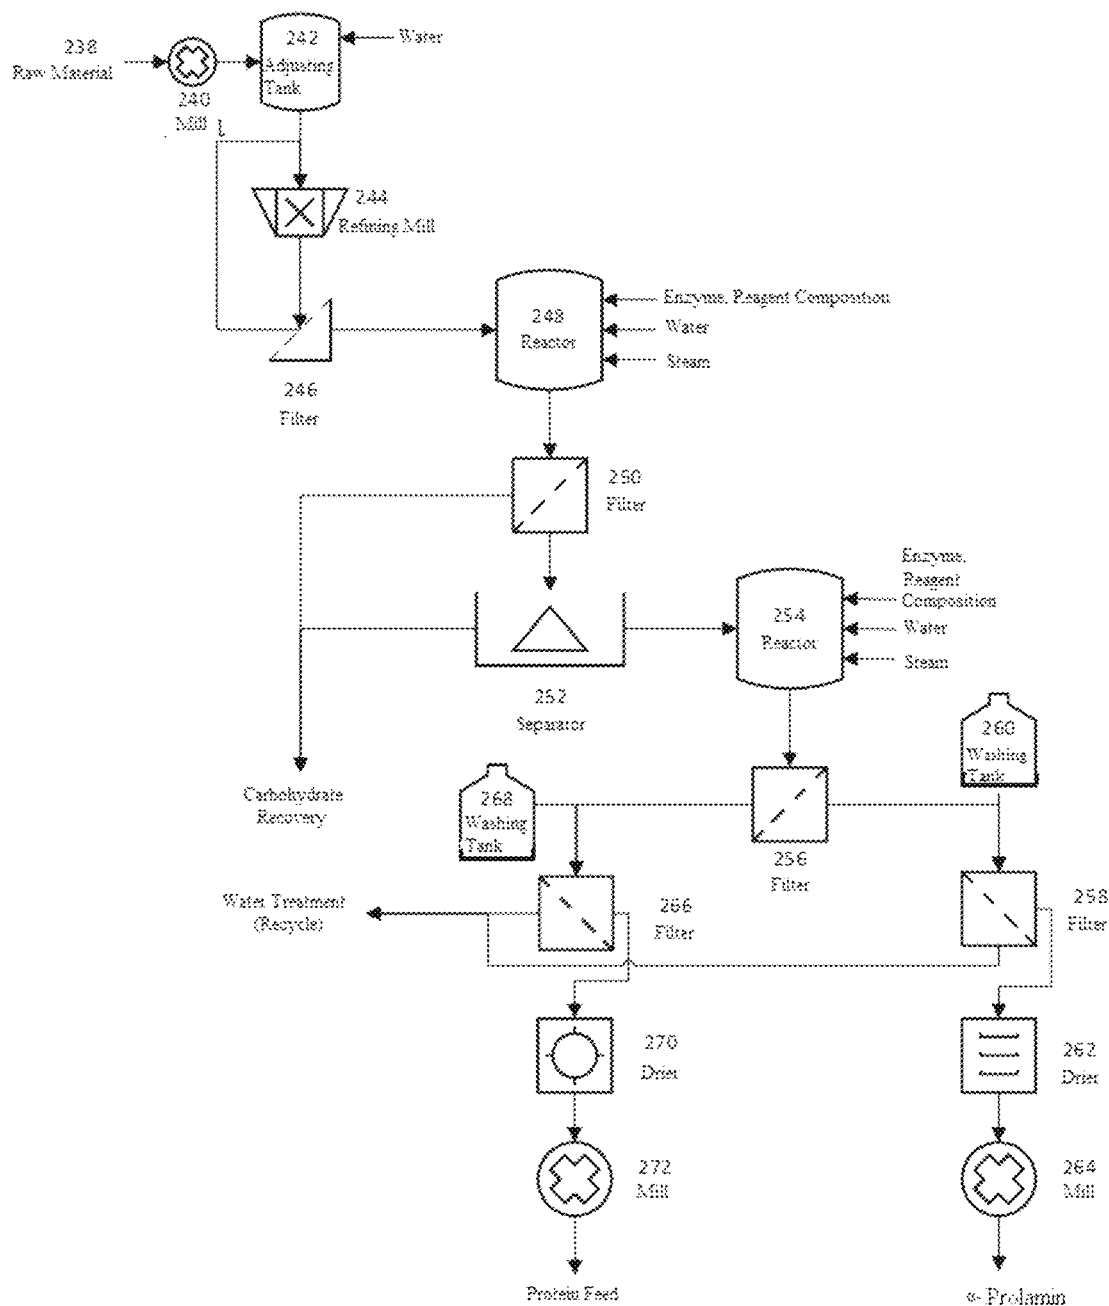 238
Raw Material
240
Mill
242
Adjusting
Tank
Water
244
Refining Mill
246
Filter
248
Reactor
Enzyme, Reagent Composition
Water
Steam
250
Filter
252
Separator
254
Reactor
Enzyme,
Reagent
Composition
Water
Steam
Carbohydrate
Recovery
268
Washing
Tank
256
Filter
260
Washing
Tank
Water Treatment
(Recycle)
266
Filter
258
Filter
270
Drier
262
Drier
272
Mill
264
Mill
Protein Feed
α- Prolamin